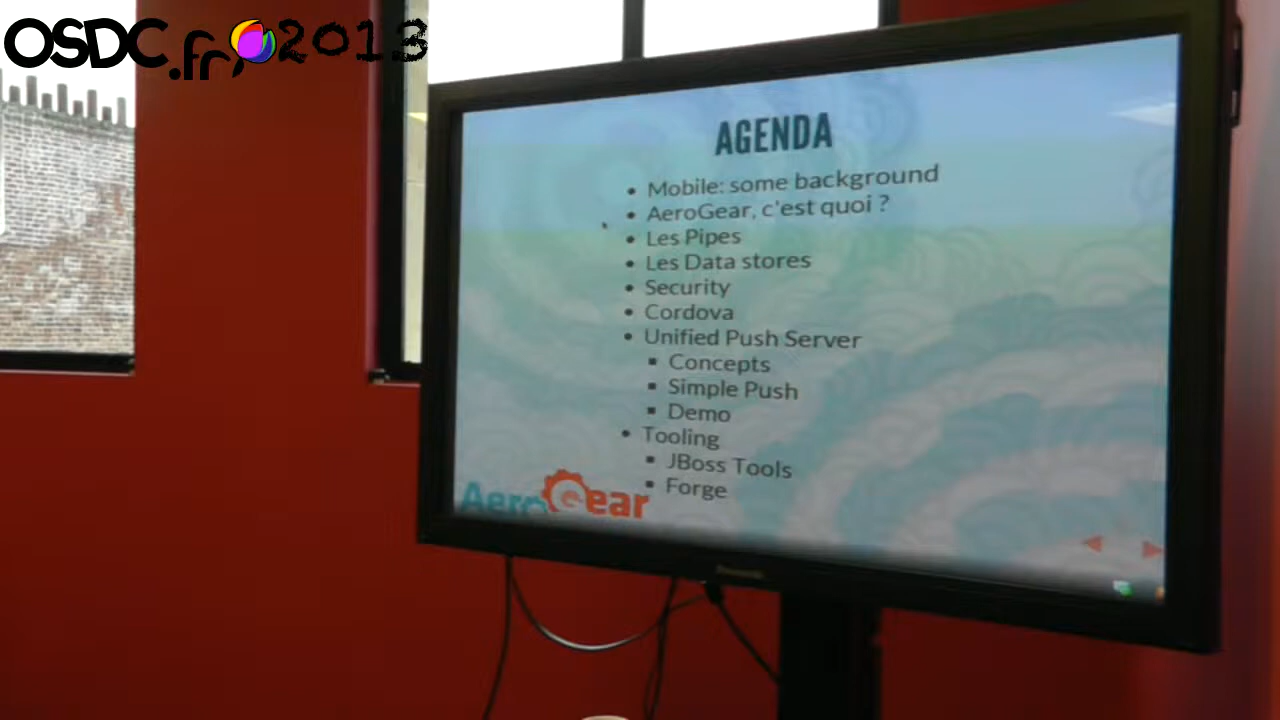 OSDC.fr 2013
AGENDA
• Mobile: some background
• AeroGear, c'est quoi ?
• Les Pipes
• Les Data stores
• Security
• Cordova
• Unified Push Server
▪ Concepts
▪ Simple Push
▪ Demo
• Tooling
▪ JBoss Tools
▪ Forge
AeroGear
Panasonic